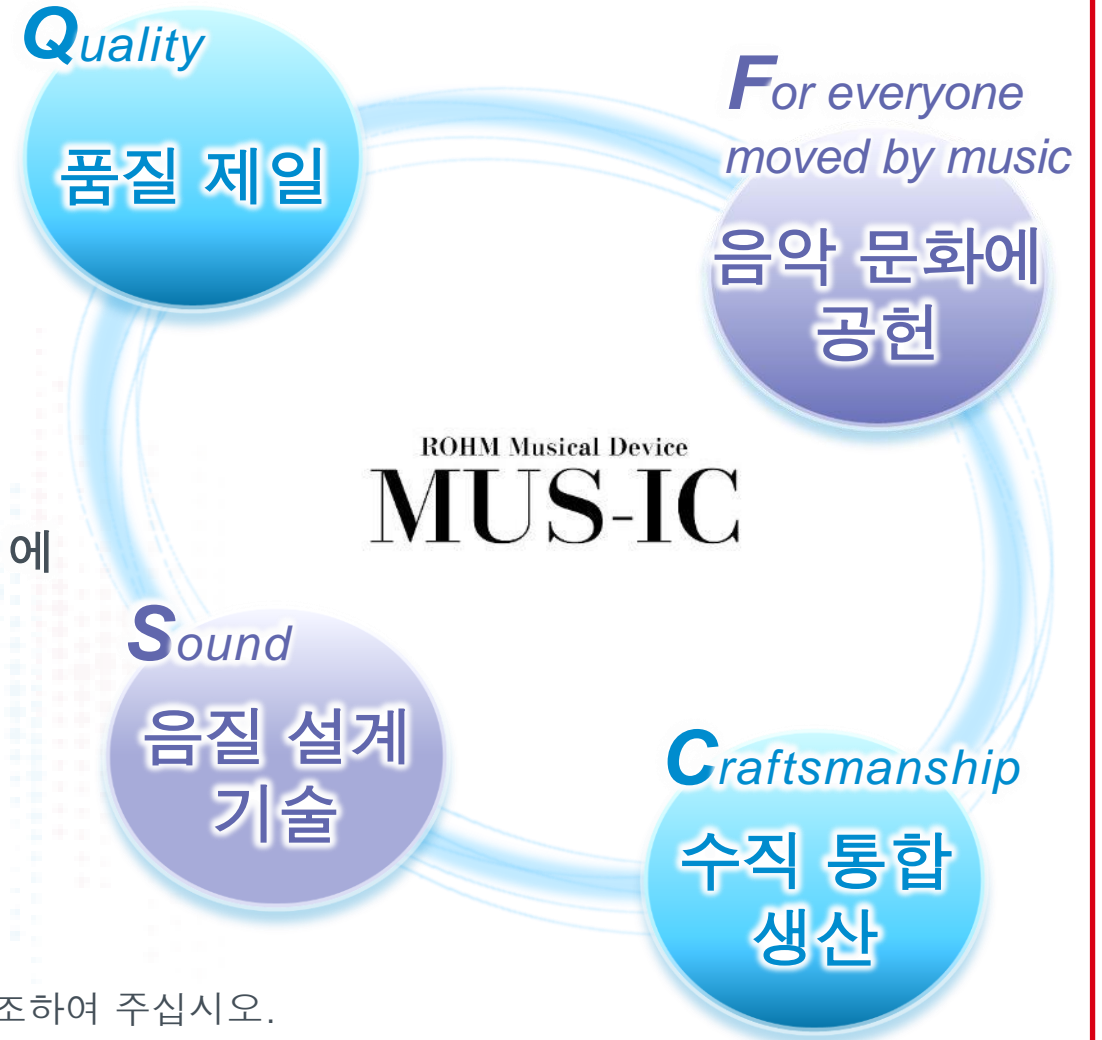 Quality
품질 제일
For everyone
moved by music
음악 문화에
공헌
ROHM Musical Device
MUS-IC
에
Sound
음질 설계
기술
Craftsmanship
수직 통합
생산
조하여 주십시오.